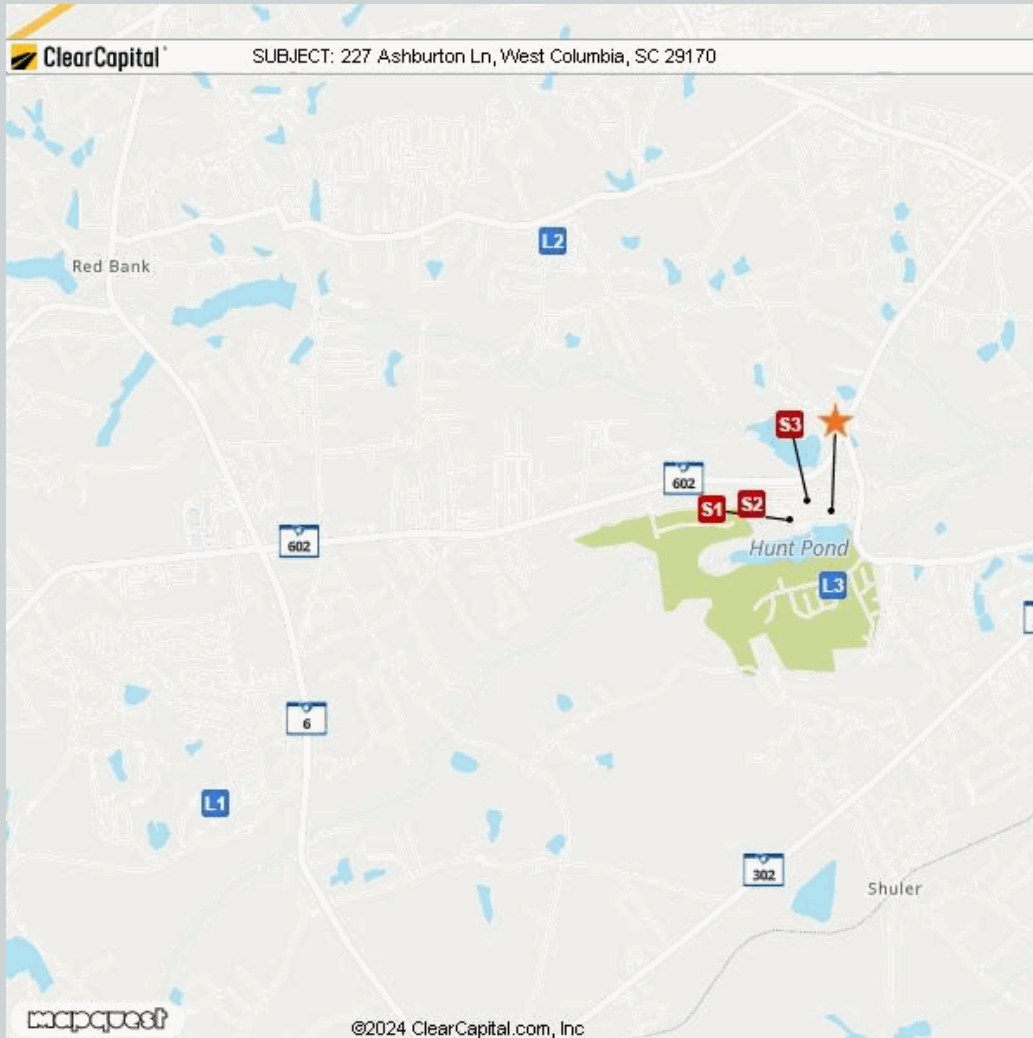 ClearCapital
SUBJECT: 227 Ashburton Ln, West Columbia, SC 29170
L2
Red Bank
S3
602
S1
S2
602
Hunt Pond
L3
6
L1
302
Shuler
mapquest
©2024 ClearCapital.com, Inc